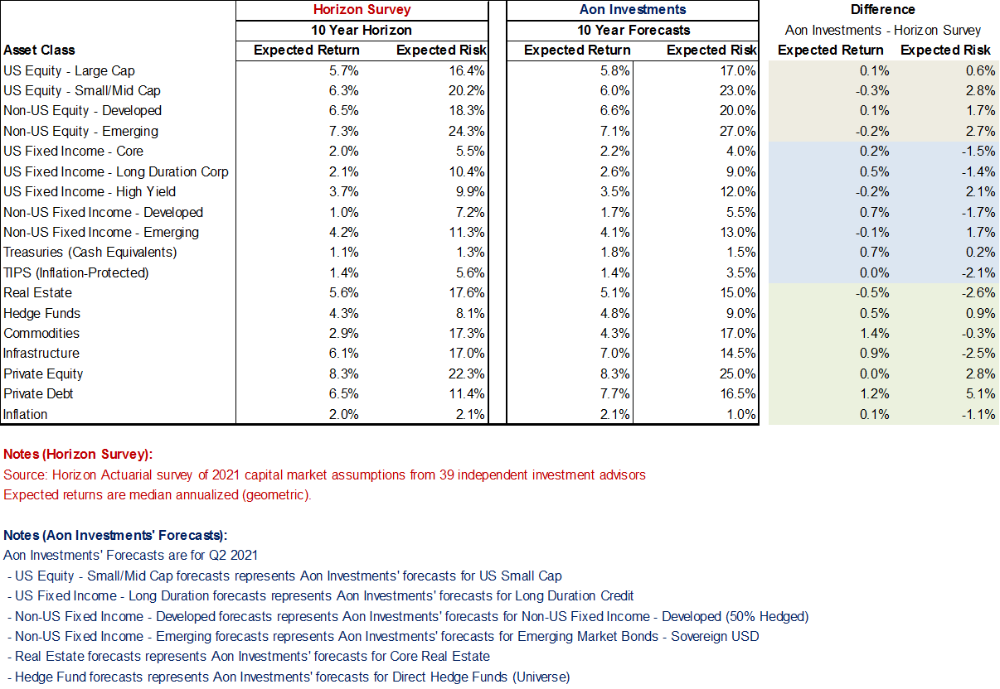 Horizon Survey Aon Investments Difference
10 Year Horizon 10 Year Forecasts Aon Investments - Horizon Survey
Asset Class Expected Return Expected Risk Expected Return Expected Risk Expected Return Expected Risk
US Equity - Large Cap 5.7% 16.4% 5.8% 17.0% 0.1% 0.6%
US Equity - Small/Mid Cap 6.3% 20.2% 6.0% 23.0% -0.3% 2.8%
Non-US Equity - Developed 6.5% 18.3% 6.6% 20.0% 0.1% 1.7%
Non-US Equity - Emerging 7.3% 24.3% 7.1% 27.0% -0.2% 2.7%
US Fixed Income - Core 2.0% 5.5% 2.2% 4.0% 0.2% -1.5%
US Fixed Income - Long Duration Corp 2.1% 10.4% 2.6% 9.0% 0.5% -1.4%
US Fixed Income - High Yield 3.7% 9.9% 3.5% 12.0% -0.2% 2.1%
Non-US Fixed Income - Developed 1.0% 7.2% 1.7% 5.5% 0.7% -1.7%
Non-US Fixed Income - Emerging 4.2% 11.3% 4.1% 13.0% -0.1% 1.7%
Treasuries (Cash Equivalents) 1.1% 1.3% 1.8% 1.5% 0.7% 0.2%
TIPS (Inflation-Protected) 1.4% 5.6% 1.4% 3.5% 0.0% -2.1%
Real Estate 5.6% 17.6% 5.1% 15.0% -0.5% -2.6%
Hedge Funds 4.3% 8.1% 4.8% 9.0% 0.5% 0.9%
Commodities 2.9% 17.3% 4.3% 17.0% 1.4% -0.3%
Infrastructure 6.1% 17.0% 7.0% 14.5% 0.9% -2.5%
Private Equity 8.3% 22.3% 8.3% 25.0% 0.0% 2.8%
Private Debt 6.5% 11.4% 7.7% 16.5% 1.2% 5.1%
Inflation 2.0% 2.1% 2.1% 1.0% 0.1% -1.1%
Notes (Horizon Survey):
Source: Horizon Actuarial survey of 2021 capital market assumptions from 39 independent investment advisors
Expected returns are median annualized (geometric).
Notes (Aon Investments' Forecasts):
Aon Investments' Forecasts are for Q2 2021
- US Equity - Small/Mid Cap forecasts represents Aon Investments' forecasts for US Small Cap
- US Fixed Income - Long Duration forecasts represents Aon Investments' forecasts for Long Duration Credit
- Non-US Fixed Income - Developed forecasts represents Aon Investments' forecasts for Non-US Fixed Income - Developed (50% Hedged)
- Non-US Fixed Income - Emerging forecasts represents Aon Investments' forecasts for Emerging Market Bonds - Sovereign USD
- Real Estate forecasts represents Aon Investments' forecasts for Core Real Estate
- Hedge Fund forecasts represents Aon Investments' forecasts for Direct Hedge Funds (Universe)